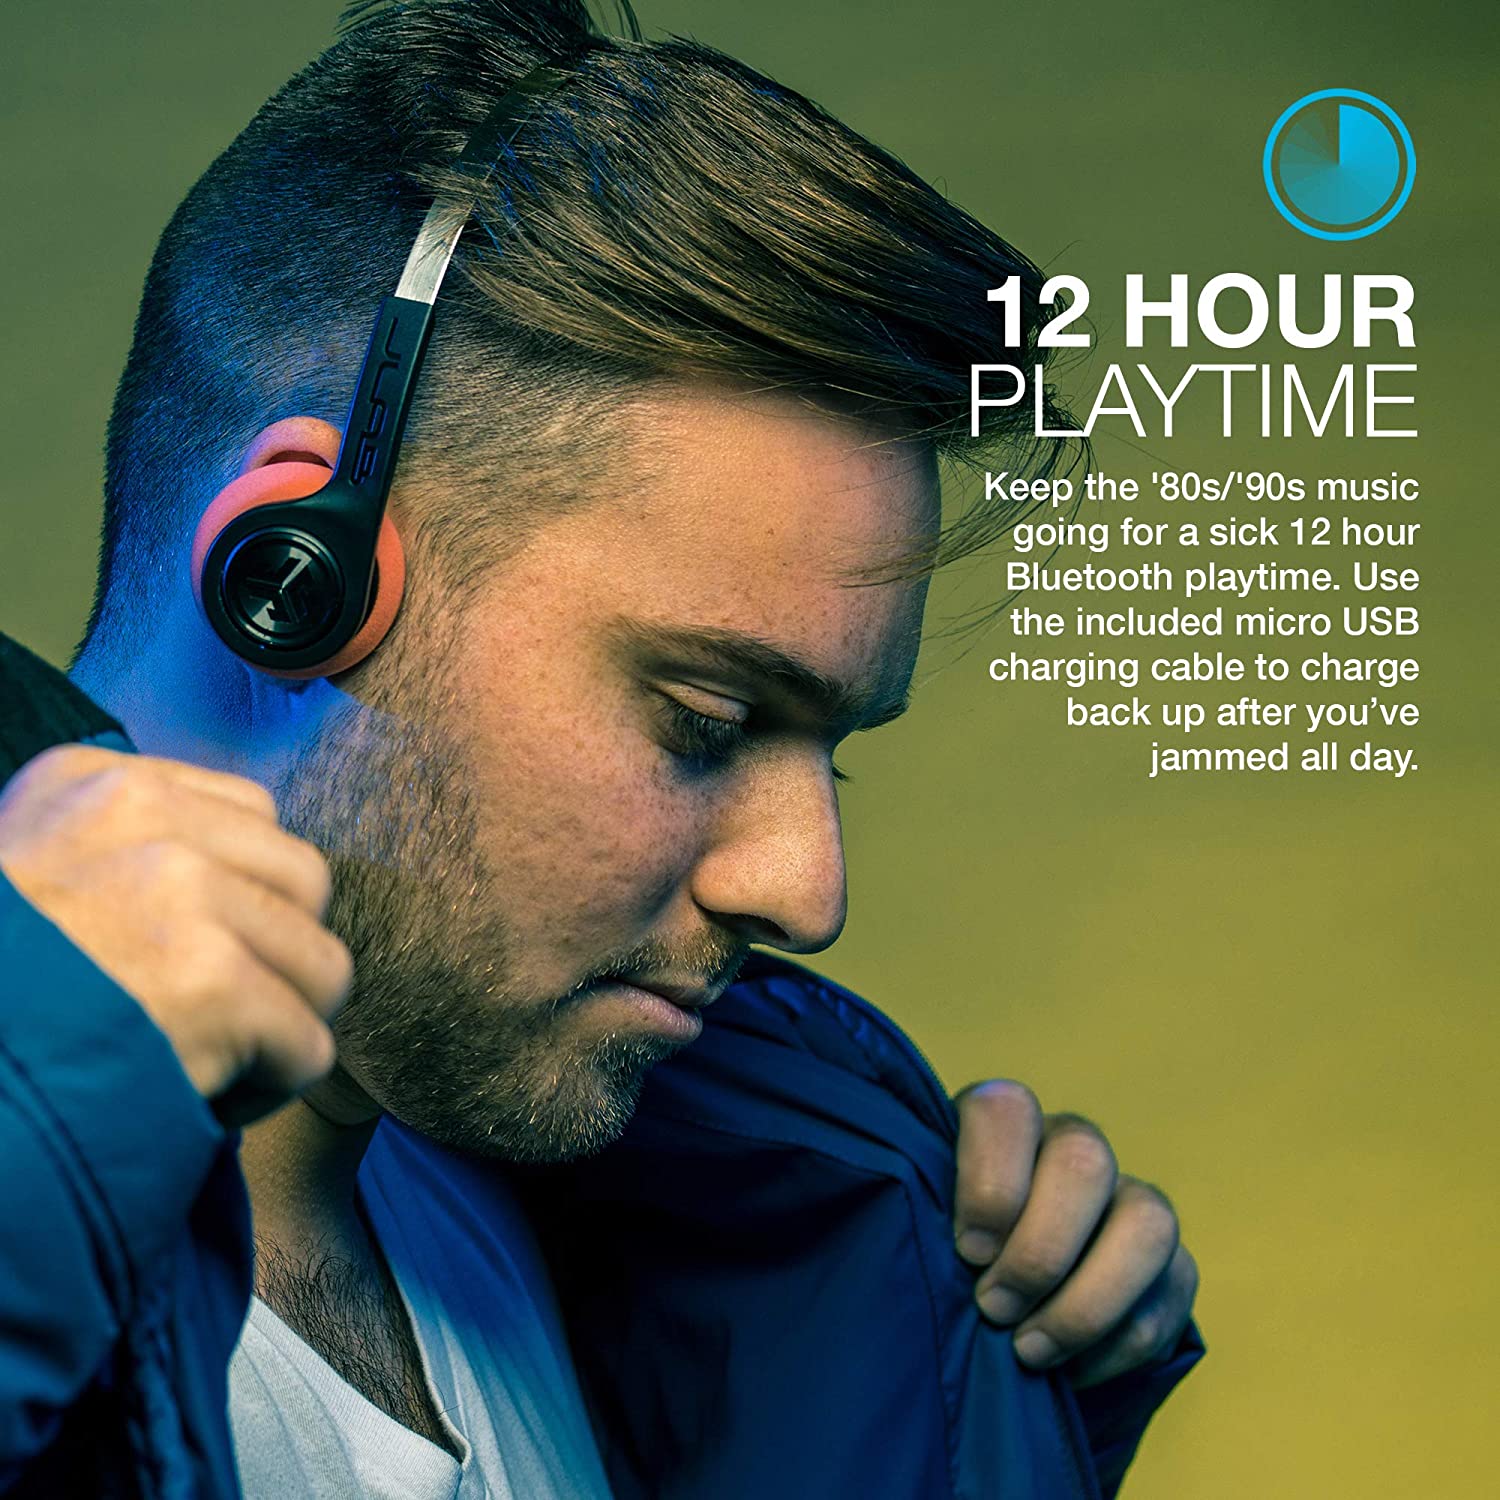 12 HOUR
PLAYTIME
Keep the '80s/'90s music
going for a sick 12 hour
Bluetooth playtime. Use
the included micro USB
charging cable to charge
back up after you’ve
jammed all day.
JLAB